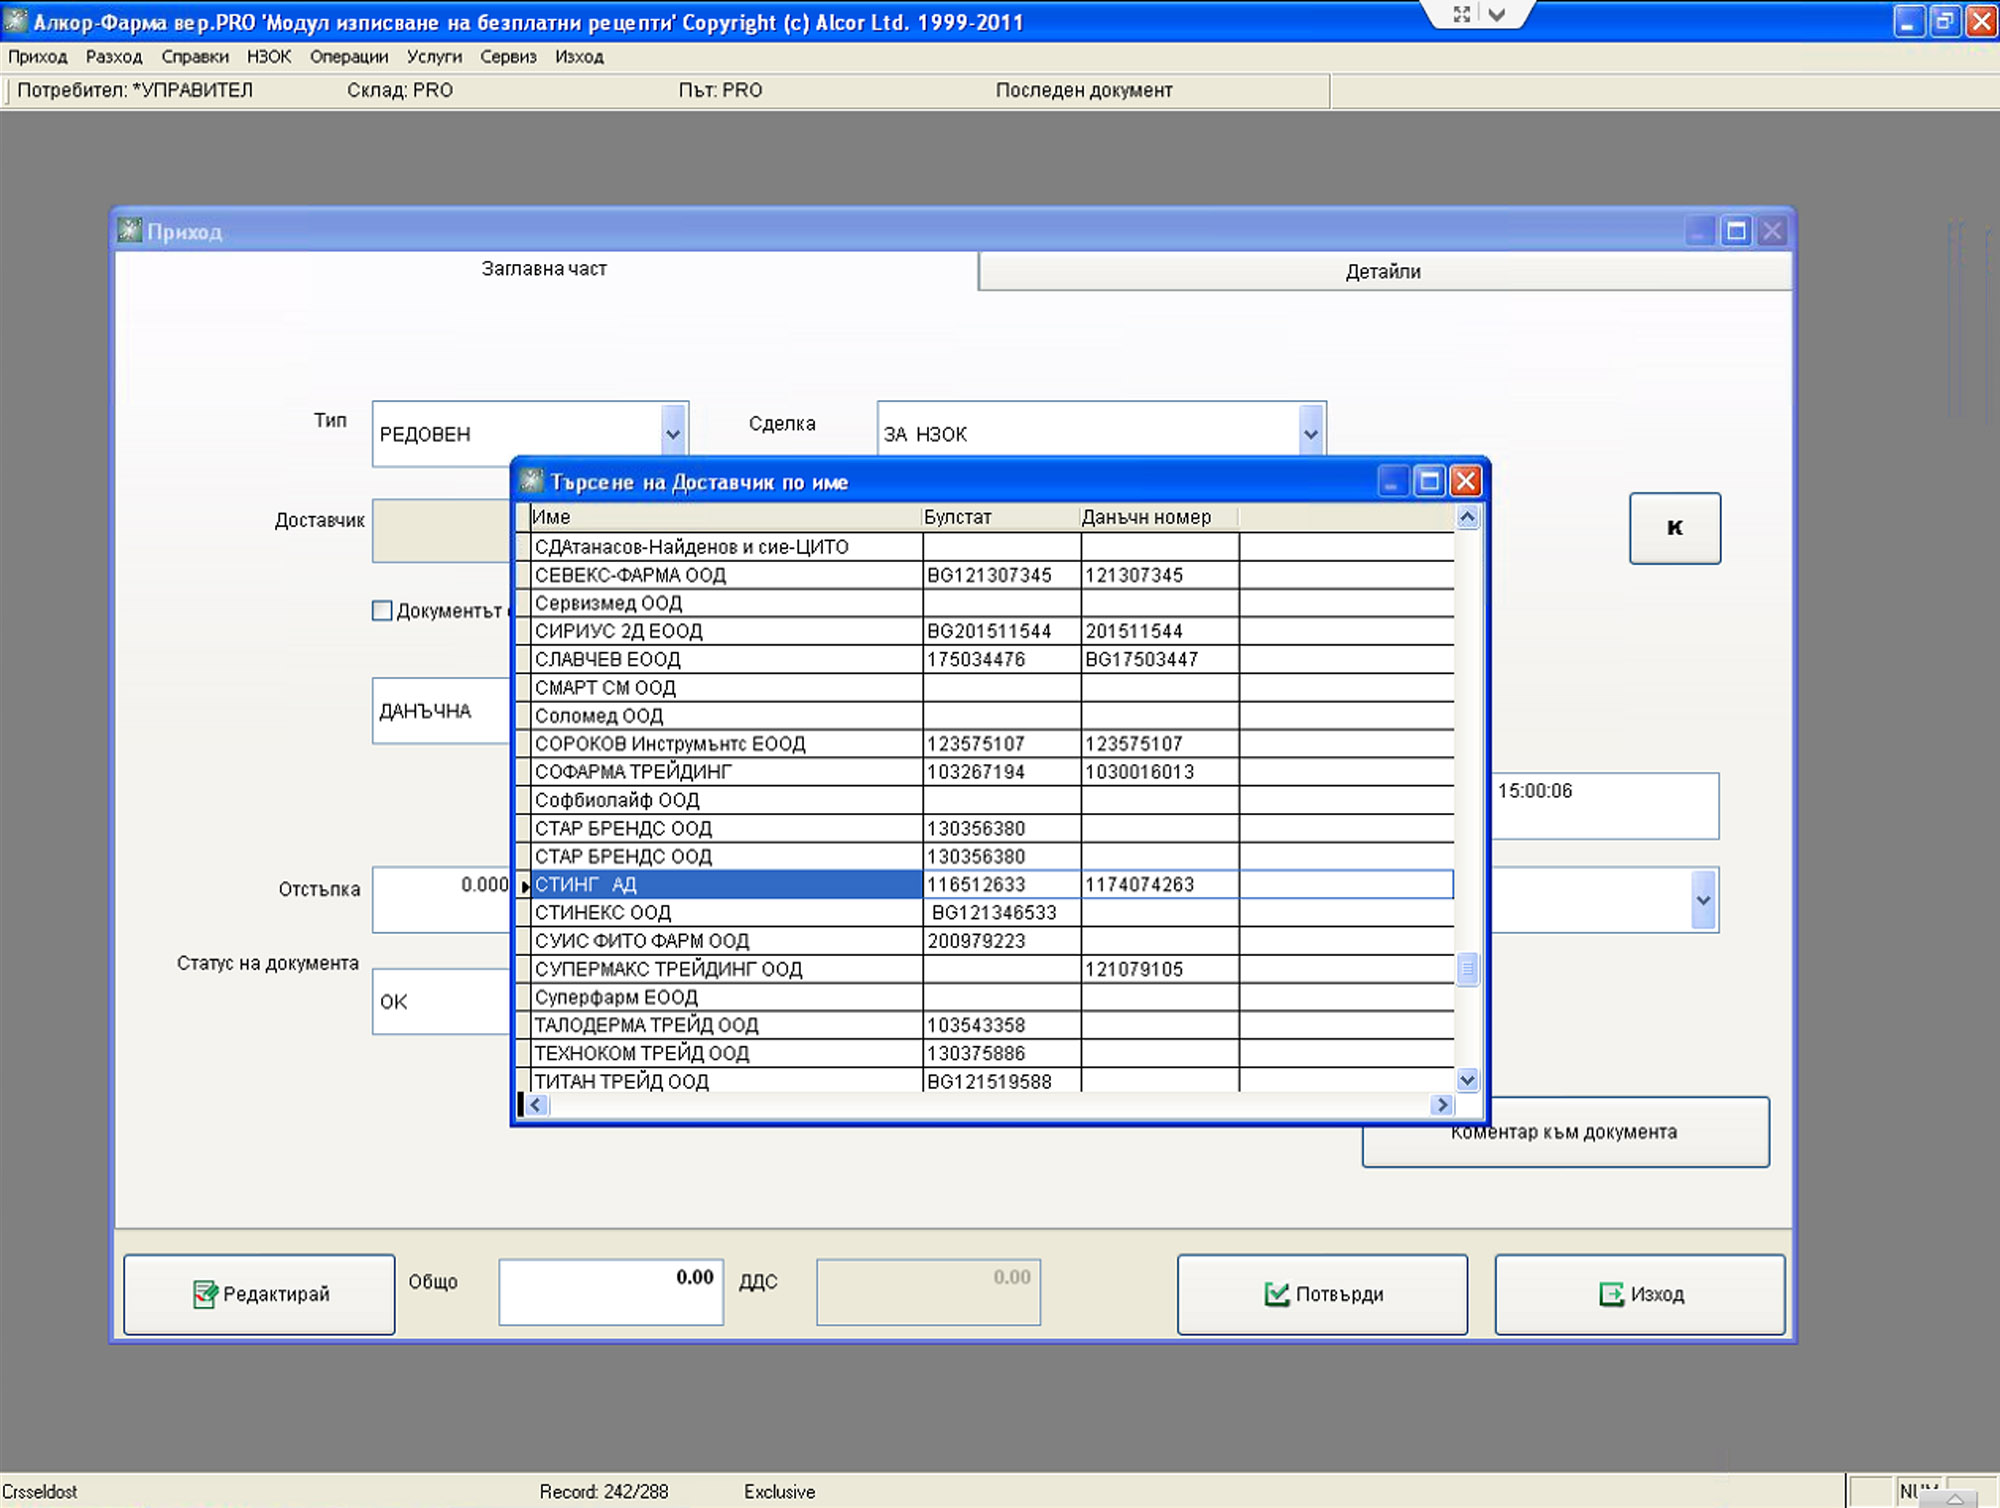 Алкор-Фарма вер.PRO 'Модул изписване на безплатни рецепти' Copyright (c) Alcor Ltd. 1999-2011
Приход Разход Справки НЗОК Операции Услуги Сервиз Изход
Потребител: *УПРАВИТЕЛ Склад: PRO Път: PRO Последен документ
Приход
Заглавна част Детайли
Тип РЕДОВЕН Сделка ЗА НЗОК
Търсене на Доставчик по име
Доставчик К
Име Булстат Данъчн номер
СДАтанасов-Найденов и сие-ЦИТО
СЕВЕКС-ФАРМА ООД BG121307345 121307345
Сервизмед ООД
Документът
СИРИУС 2Д ЕООД BG201511544 201511544
СЛАВЧЕВ ЕООД 175034476 BG17503447
СМАРТ СМ ООД
ДАНЪЧНА
Соломед ООД
СОРОКОВ Инструмънтс ЕООД 123575107 123575107
СОФАРМА ТРЕЙДИНГ 103267194 1030016013
15:00:06
Софбиолайф ООД
СТАР БРЕНДС ООД 130356380
СТАР БРЕНДС ООД 130356380
Отстъпка 0.000
СТИНГ АД 116512633 1174074263
СТИНЕКС ООД BG121346533
СУИС ФИТО ФАРМ ООД 200979223
Статус на документа
СУПЕРМАКС ТРЕЙДИНГ ООД 121079105
ОК
Суперфарм ЕООД
ТАЛОДЕРМА ТРЕЙД ООД 103543358
ТЕХНОКОМ ТРЕЙД ООД 130375886
ТИТАН ТРЕЙД ООД BG121519588
Коментар към документа
Редактирай Общо 0.00 ДДС 0.00 Потвърди Изход
Crsseldost Record: 242/288 Exclusive